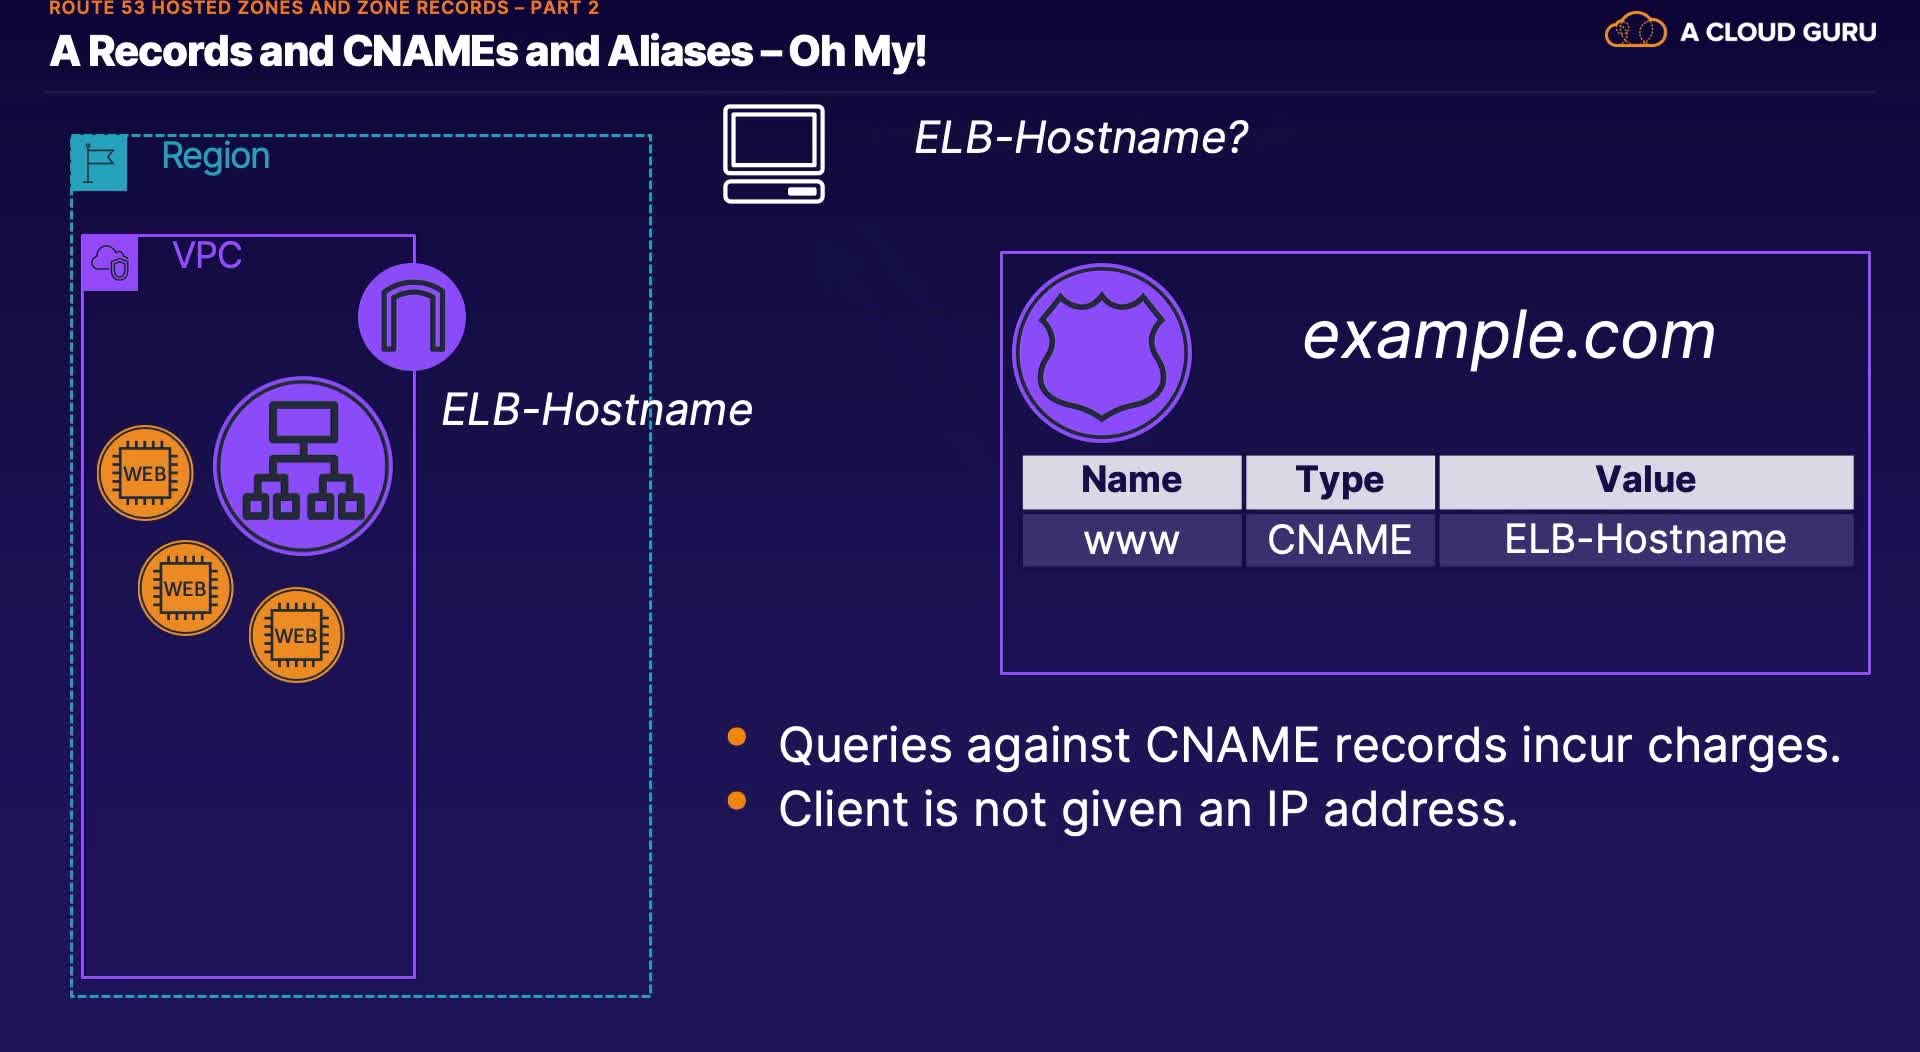 ROUTE 53 HOSTED ZONES AND ZONE RECORDS – PART 2
A Records and CNAMEs and Aliases – Oh My!
A CLOUD GURU
Region
VPC
ELB-Hostname
WEB
WEB
WEB
ELB-Hostname?
example.com
Name Type Value
www CNAME ELB-Hostname
Queries against CNAME records incur charges.
Client is not given an IP address.